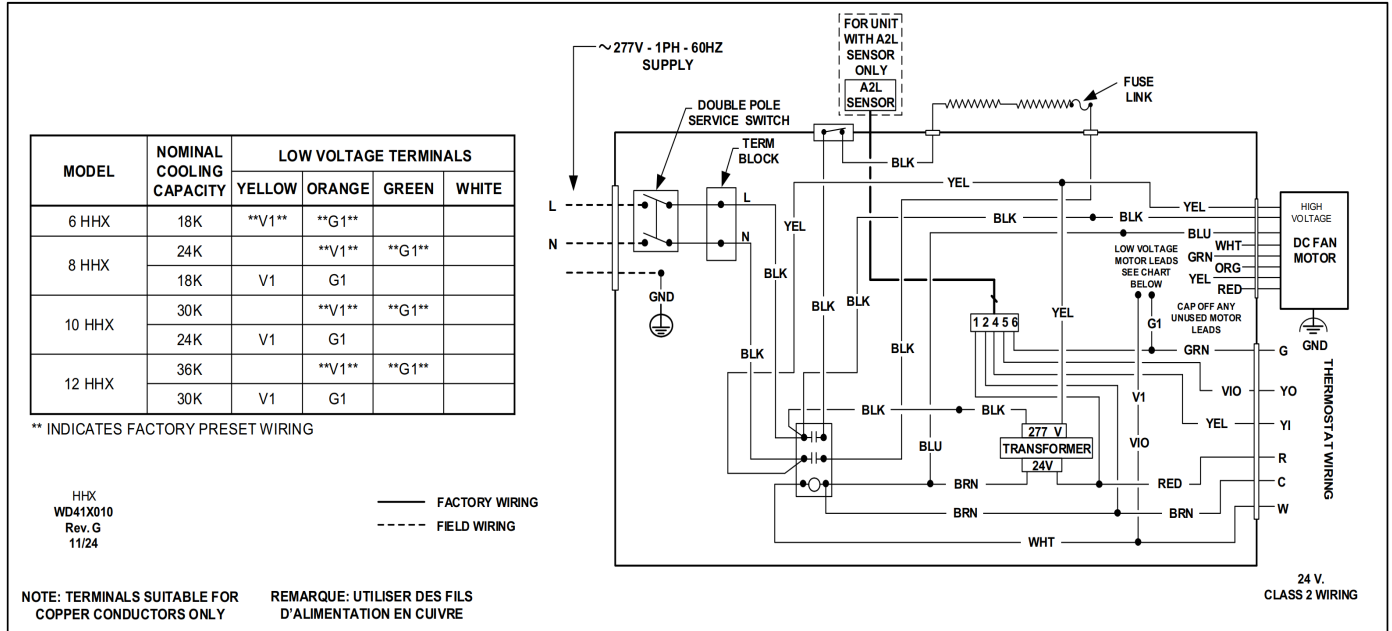 MODEL
NOMINAL
COOLING
CAPACITY
LOW VOLTAGE TERMINALS
YELLOW ORANGE GREEN WHITE
6 HHX 18K **V1** **G1**
8 HHX
24K **V1** **G1**
18K V1 G1
10 HHX
30K **V1** **G1**
24K V1 G1
12 HHX
36K **V1** **G1**
30K V1 G1
** INDICATES FACTORY PRESET WIRING
HHX
WD41X010
Rev. G
11/24
FACTORY WIRING
FIELD WIRING
NOTE: TERMINALS SUITABLE FOR
COPPER CONDUCTORS ONLY
REMARQUE: UTILISER DES FILS
D'ALIMENTATION EN CUIVRE
~ 277V - 1PH - 60HZ
SUPPLY
DOUBLE POLE
SERVICE SWITCH
TERM
BLOCK
FOR UNIT
WITH A2L
SENSOR
ONLY
A2L
SENSOR
FUSE
LINK
L
N
GND
L
N
BLK
BLK
YEL
BLK
BLK
BLK
YEL
BLK
BLK
BLK
YEL
YEL
BLU
WHT
GRN
ORG
YEL
RED
HIGH
VOLTAGE
DC FAN
MOTOR
GND
LOW VOLTAGE
MOTOR LEADS
SEE CHART
BELOW
CAP OFF ANY
UNUSED MOTOR
LEADS
G1
1 2 4 5 6
GRN
G
VIO
YO
V1
YEL
YI
VIO
BLK
BLK
277 V
TRANSFORMER
24V
BLU
BRN
RED
R
BRN
BRN
C
WHT
W
THERMOSTAT WIRING
24 V.
CLASS 2 WIRING